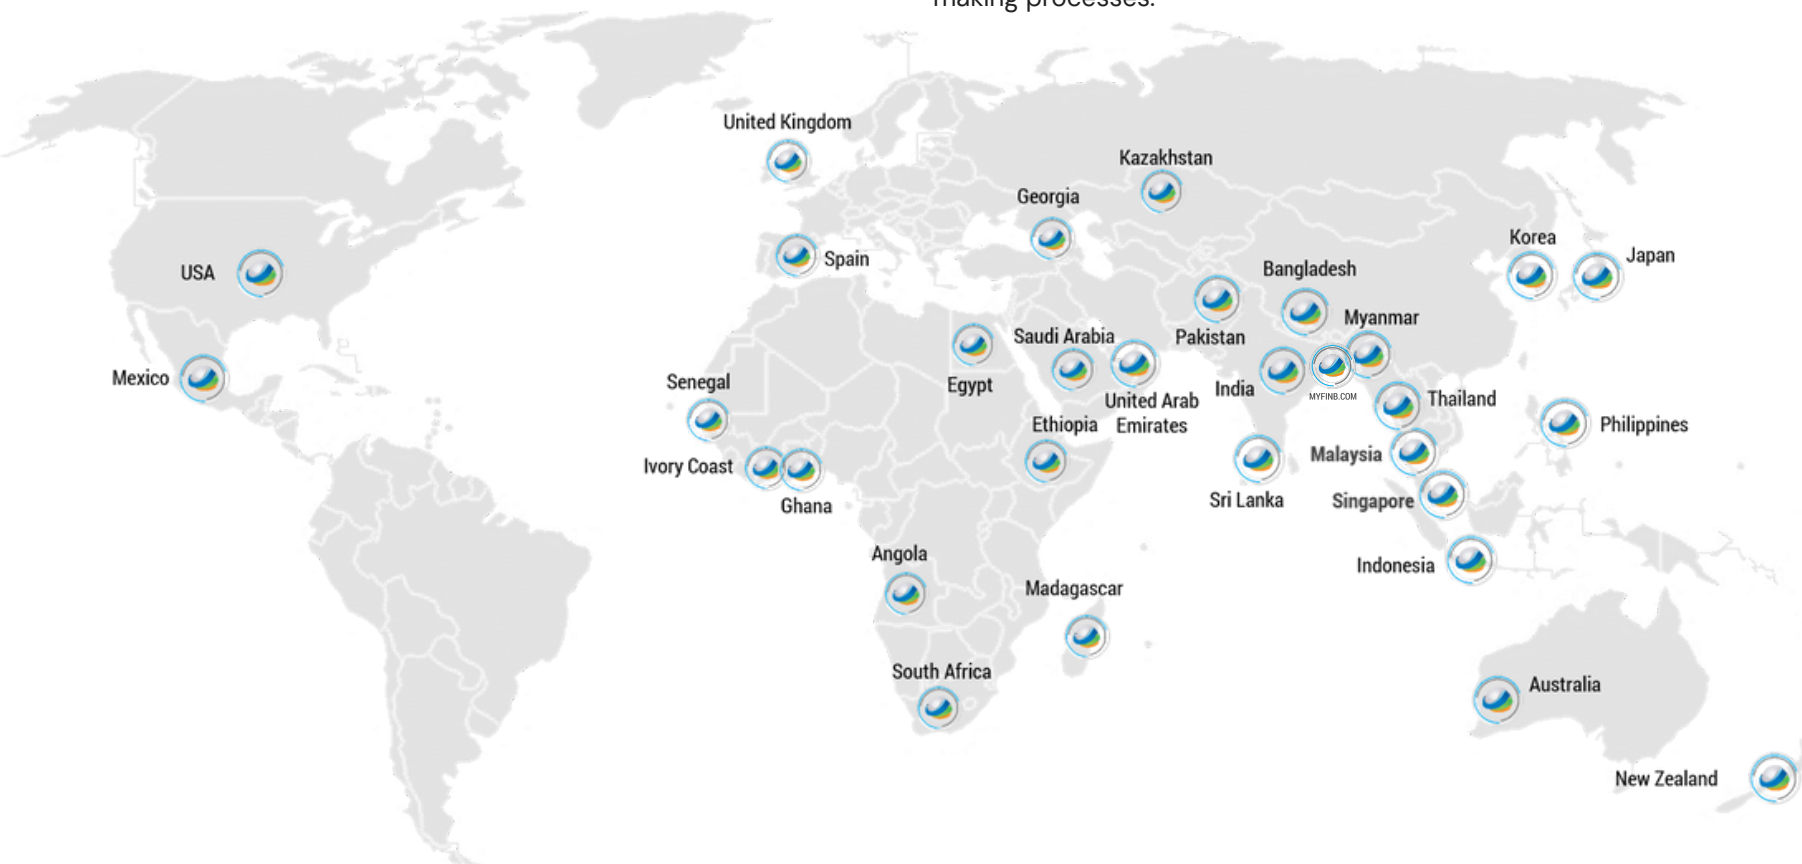 making processes.
United Kingdom
Kazakhstan
Georgia
Korea
Japan
Spain
Bangladesh
USA
Myanmar
Saudi Arabia
Pakistan
Mexico
Senegal
Egypt
India
MYFINB.COM
United Arab
Emirates
Thailand
Ethiopia
Philippines
Malaysia
Ivory Coast
Sri Lanka
Singapore
Ghana
Angola
Indonesia
Madagascar
South Africa
Australia
New Zealand